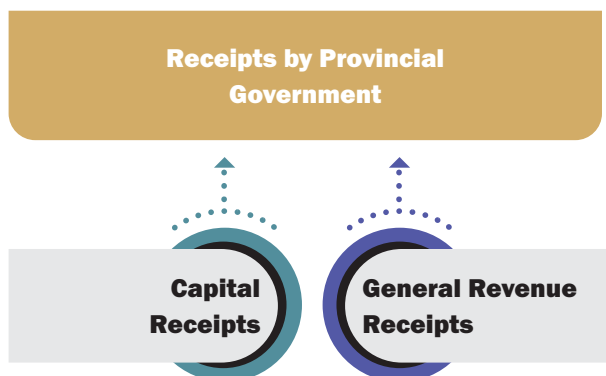 Receipts by Provincial
Government
Capital
Receipts
General Revenue
Receipts